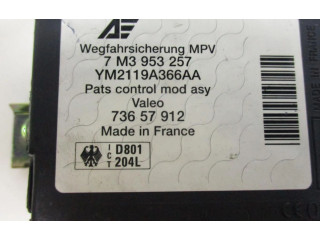 AE
Wegfahrsicherung MPV
7 M3 953 257
YM2119A366AA
Pats control mod asy
Valeo
736 57 912
Made in France
ICT D801
204L